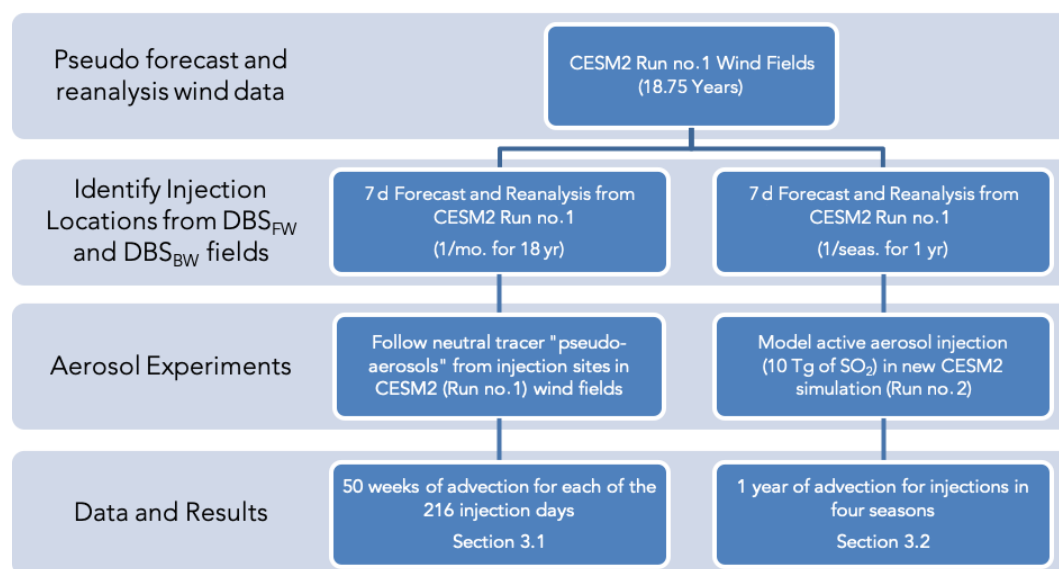 Pseudo forecast and
reanalysis wind data
CESM2 Run no.1 Wind Fields
(18.75 Years)
Identify Injection
Locations from DBS_FW
and DBS_BW fields
7 d Forecast and Reanalysis from
CESM2 Run no.1
(1/mo. for 18 yr)
7 d Forecast and Reanalysis from
CESM2 Run no.1
(1/seas. for 1 yr)
Aerosol Experiments
Follow neutral tracer "pseudo-
aerosols" from injection sites in
CESM2 (Run no.1) wind fields
Model active aerosol injection
(10 Tg of SO₂) in new CESM2
simulation (Run no.2)
Data and Results
50 weeks of advection for each of the
216 injection days
Section 3.1
1 year of advection for injections in
four seasons
Section 3.2